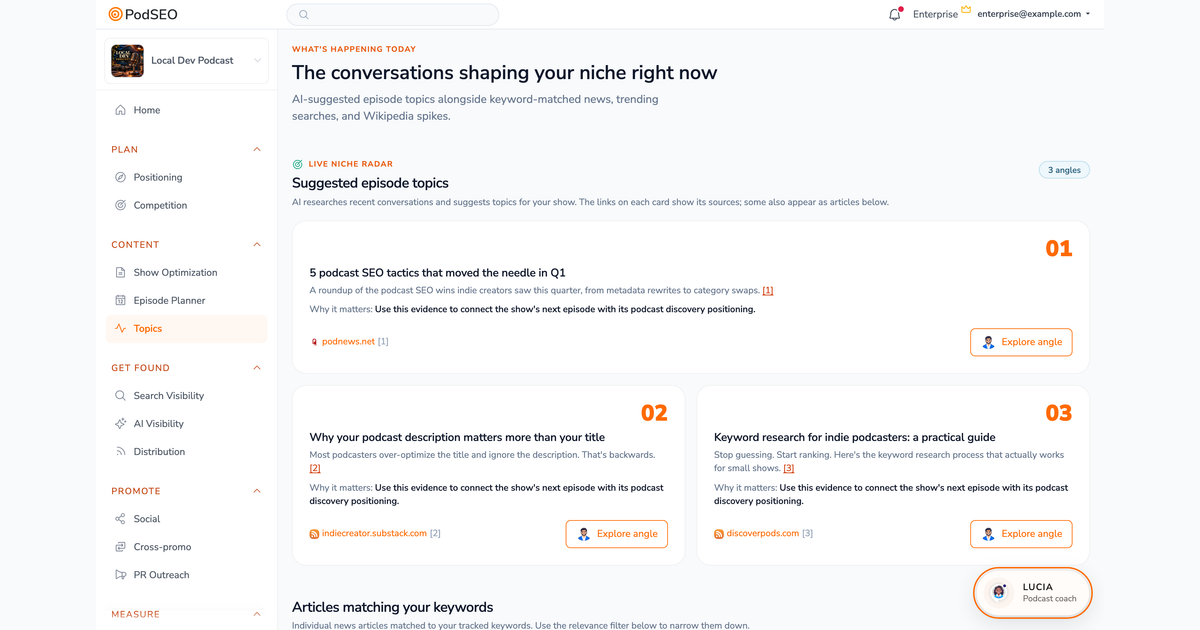 PodSEO
Enterprise
enterprise@example.com
Local Dev Podcast
Home
PLAN
Positioning
Competition
CONTENT
Show Optimization
Episode Planner
Topics
GET FOUND
Search Visibility
AI Visibility
Distribution
PROMOTE
Social
Cross-promo
PR Outreach
MEASURE
WHAT'S HAPPENING TODAY
The conversations shaping your niche right now
AI-suggested episode topics alongside keyword-matched news, trending
searches, and Wikipedia spikes.
LIVE NICHE RADAR
3 angles
Suggested episode topics
AI researches recent conversations and suggests topics for your show. The links on each card show its sources; some also appear as articles below.
01
5 podcast SEO tactics that moved the needle in Q1
A roundup of the podcast SEO wins indie creators saw this quarter, from metadata rewrites to category swaps. [1]
Why it matters: Use this evidence to connect the show's next episode with its podcast discovery positioning.
podnews.net [1]
Explore angle
02
Why your podcast description matters more than your title
Most podcasters over-optimize the title and ignore the description. That's backwards.
[2]
Why it matters: Use this evidence to connect the show's next episode with its podcast
discovery positioning.
indiecreator.substack.com [2]
Explore angle
03
Keyword research for indie podcasters: a practical guide
Stop guessing. Start ranking. Here's the keyword research process that actually works
for small shows. [3]
Why it matters: Use this evidence to connect the show's next episode with its podcast
discovery positioning.
discoverpods.com [3]
Explore angle
LUCIA
Podcast coach
Articles matching your keywords
Individual news articles matched to your tracked keywords. Use the relevance filter below to narrow them down.